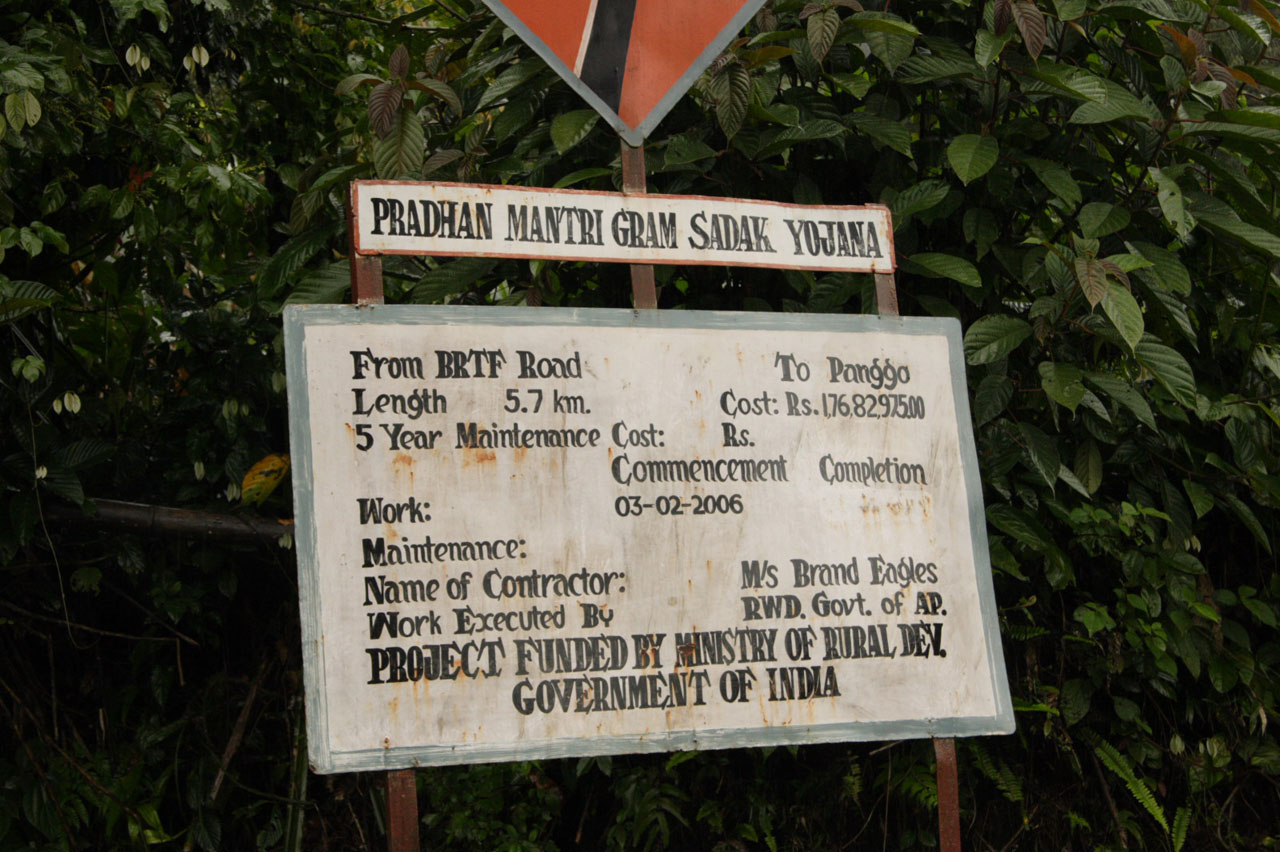 PRADHAN MANTRI GRAM SADAK YOJANA
From BRTF Road To Panggo
Length 5.7 km. Cost: Rs. 1,76,82,975.00
5 Year Maintenance Cost: Rs.
Commencement Completion
Work: 03-02-2006
Maintenance:
Name of Contractor: M/s Brand Eagles
Work Executed By RWD. Govt. of AP.
PROJECT FUNDED BY MINISTRY OF RURAL DEV.
GOVERNMENT OF INDIA